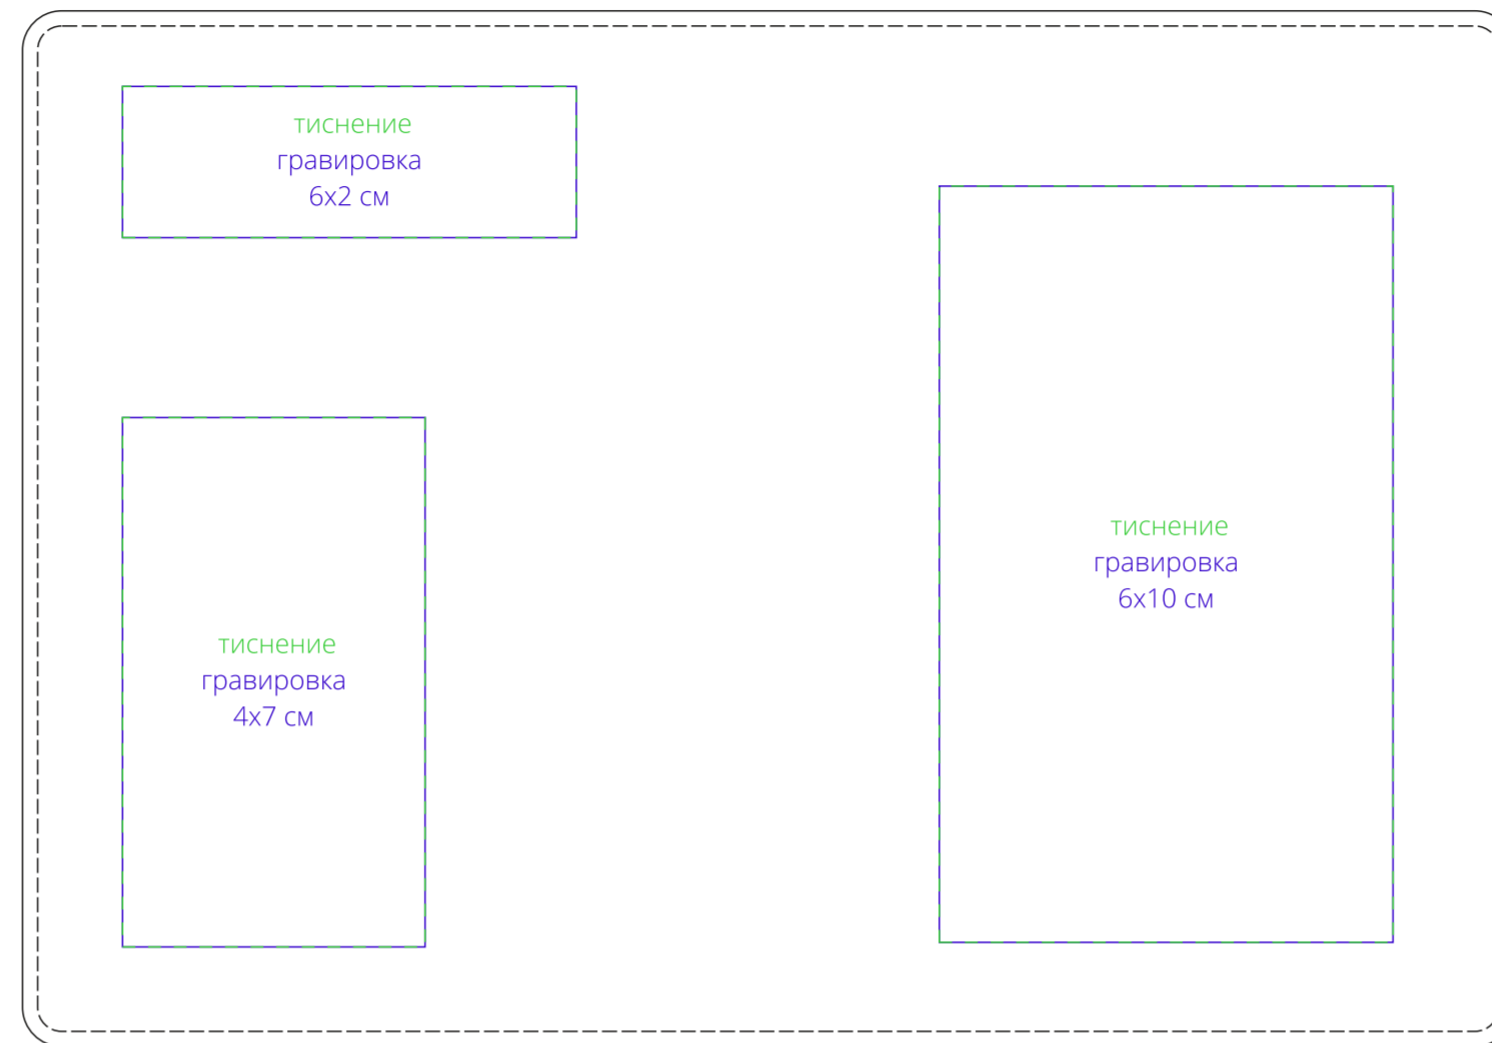 тиснение
гравировка
6х2 см
тиснение
гравировка
4х7 см
тиснение
гравировка
6х10 см